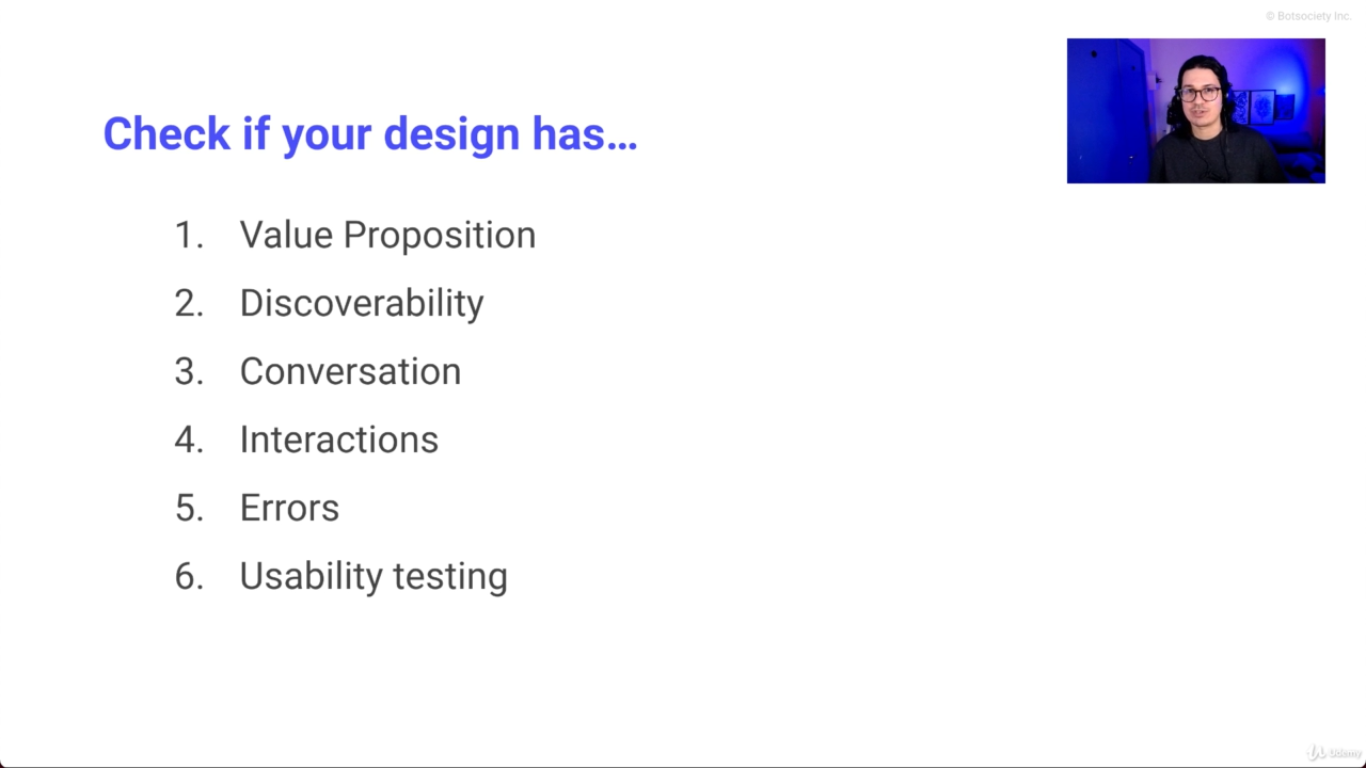 © Botsociety Inc.
Check if your design has...
1. Value Proposition
2. Discoverability
3. Conversation
4. Interactions
5. Errors
6. Usability testing
Udemy